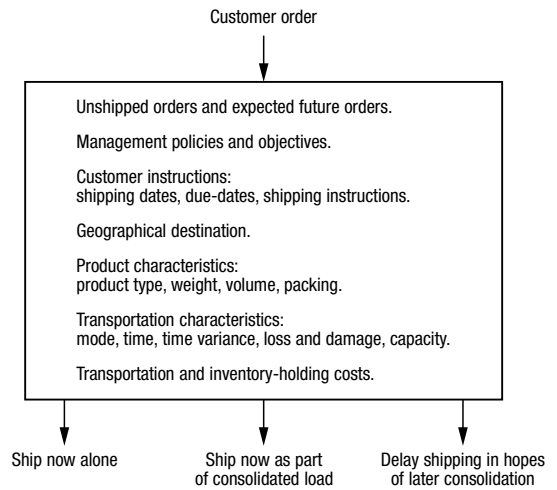 Customer order
Unshipped orders and expected future orders.
Management policies and objectives.
Customer instructions:
shipping dates, due-dates, shipping instructions.
Geographical destination.
Product characteristics:
product type, weight, volume, packing.
Transportation characteristics:
mode, time, time variance, loss and damage, capacity.
Transportation and inventory-holding costs.
Ship now alone
Ship now as part
of consolidated load
Delay shipping in hopes
of later consolidation